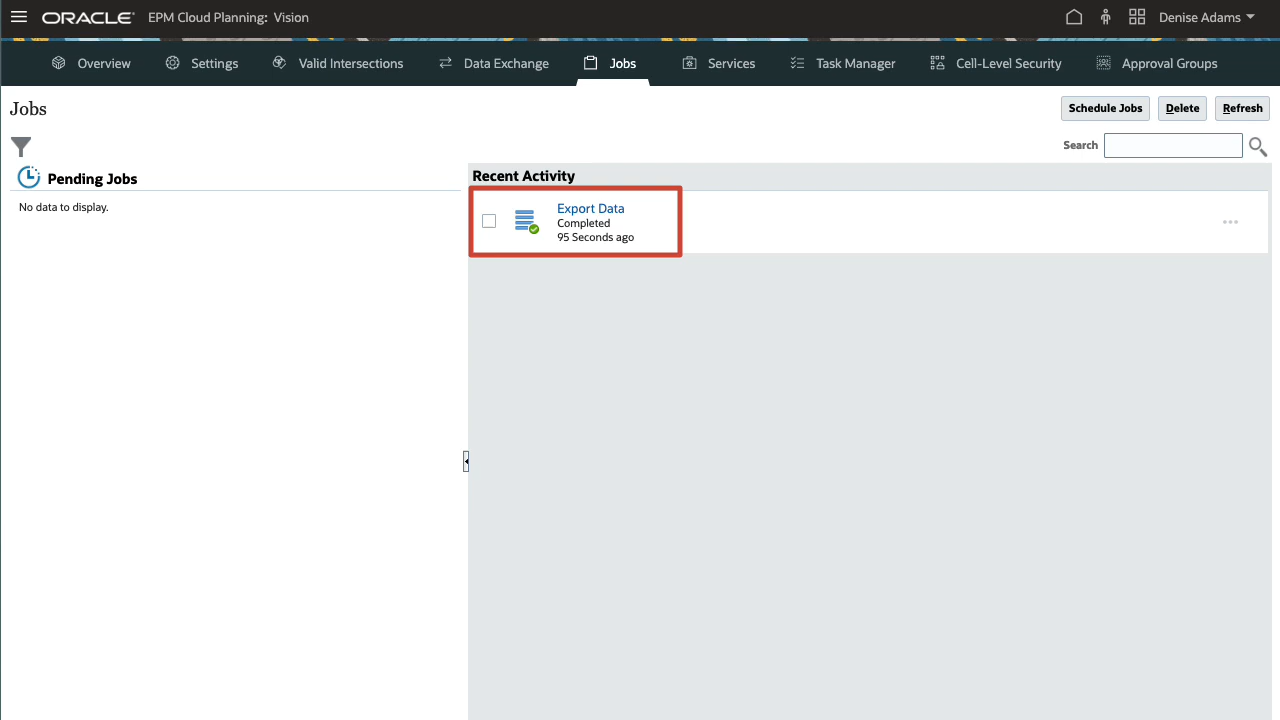 ORACLE EPM Cloud Planning: Vision Denise Adams
Overview Settings Valid Intersections Data Exchange Jobs Services Task Manager Cell-Level Security Approval Groups
Jobs
Schedule Jobs Delete Refresh
Search
Pending Jobs
No data to display.
Recent Activity
Export Data
Completed
95 Seconds ago